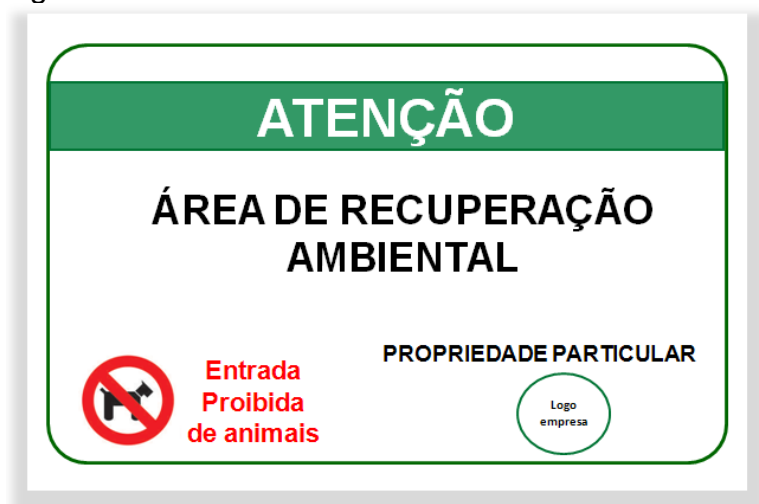 ATENÇÃO
ÁREA DE RECUPERAÇÃO
AMBIENTAL
Entrada
Proibida
de animais
PROPRIEDADE PARTICULAR
Logo
empresa